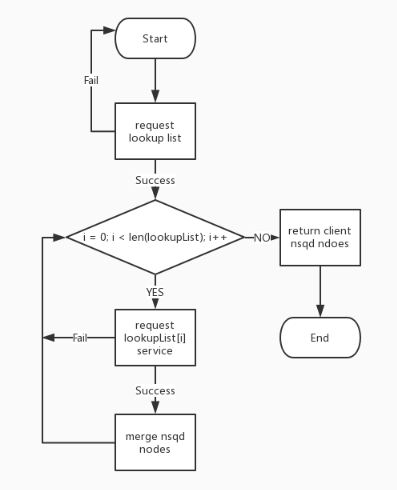 Start
Fail
request
lookup list
Success
i = 0; i < len(lookupList); i++
NO
return client
nsqd ndoes
YES
request
lookupList[i]
service
Fail
End
Success
merge nsqd
nodes